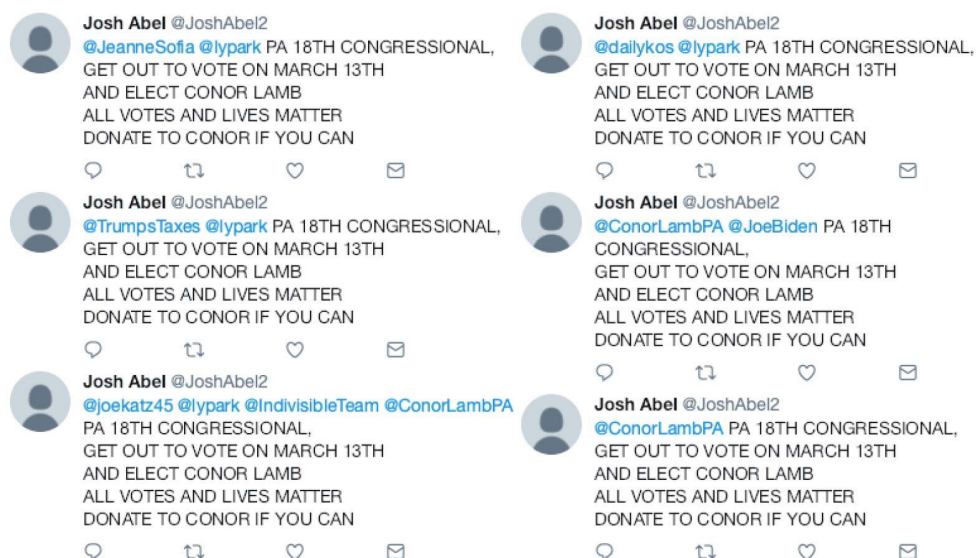 Josh Abel @JoshAbel2
@JeanneSofia @lypark PA 18TH CONGRESSIONAL,
GET OUT TO VOTE ON MARCH 13TH
AND ELECT CONOR LAMB
ALL VOTES AND LIVES MATTER
DONATE TO CONOR IF YOU CAN
Josh Abel @JoshAbel2
@TrumpsTaxes @lypark PA 18TH CONGRESSIONAL,
GET OUT TO VOTE ON MARCH 13TH
AND ELECT CONOR LAMB
ALL VOTES AND LIVES MATTER
DONATE TO CONOR IF YOU CAN
Josh Abel @JoshAbel2
@joekatz45 @lypark @IndivisibleTeam @ConorLambPA
PA 18TH CONGRESSIONAL,
GET OUT TO VOTE ON MARCH 13TH
AND ELECT CONOR LAMB
ALL VOTES AND LIVES MATTER
DONATE TO CONOR IF YOU CAN
Josh Abel @JoshAbel2
@dailykos @lypark PA 18TH CONGRESSIONAL,
GET OUT TO VOTE ON MARCH 13TH
AND ELECT CONOR LAMB
ALL VOTES AND LIVES MATTER
DONATE TO CONOR IF YOU CAN
Josh Abel @JoshAbel2
@ConorLambPA @JoeBiden PA 18TH
CONGRESSIONAL,
GET OUT TO VOTE ON MARCH 13TH
AND ELECT CONOR LAMB
ALL VOTES AND LIVES MATTER
DONATE TO CONOR IF YOU CAN
Josh Abel @JoshAbel2
@ConorLambPA PA 18TH CONGRESSIONAL,
GET OUT TO VOTE ON MARCH 13TH
AND ELECT CONOR LAMB
ALL VOTES AND LIVES MATTER
DONATE TO CONOR IF YOU CAN